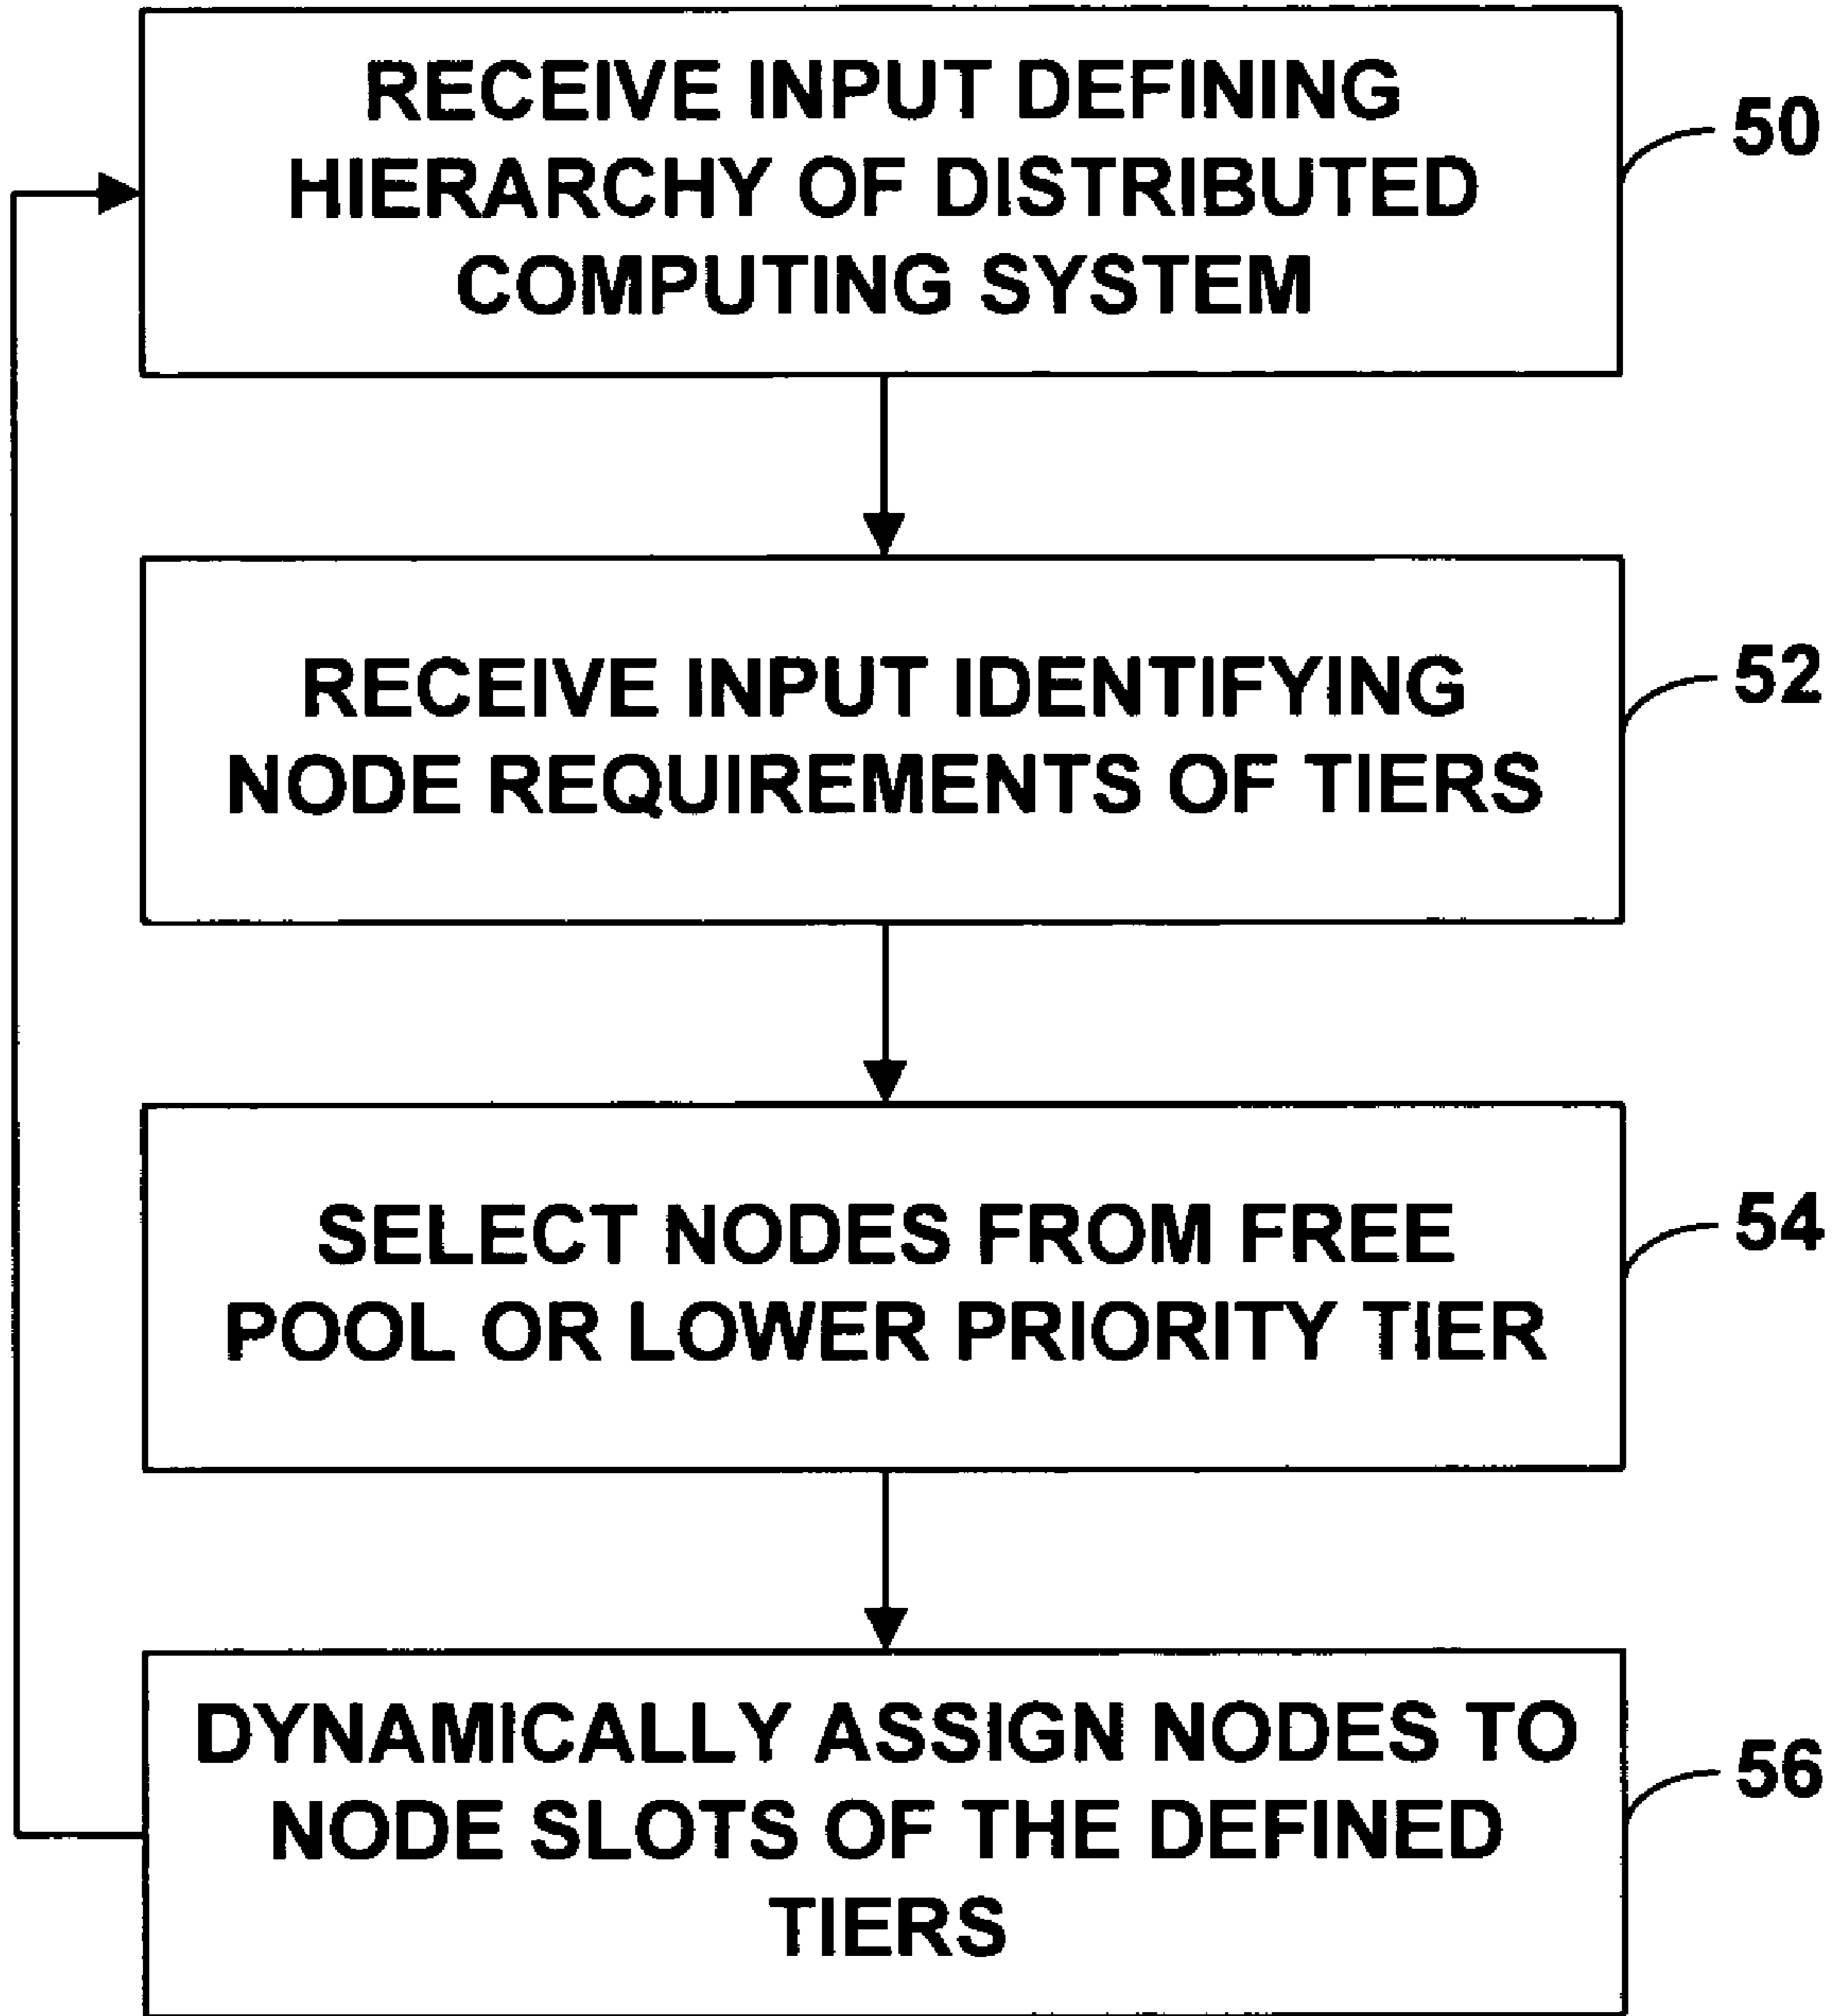 RECEIVE INPUT DEFINING
HIERARCHY OF DISTRIBUTED
COMPUTING SYSTEM
50
RECEIVE INPUT IDENTIFYING
NODE REQUIREMENTS OF TIERS
52
SELECT NODES FROM FREE
POOL OR LOWER PRIORITY TIER
54
DYNAMICALLY ASSIGN NODES TO
NODE SLOTS OF THE DEFINED
TIERS
56